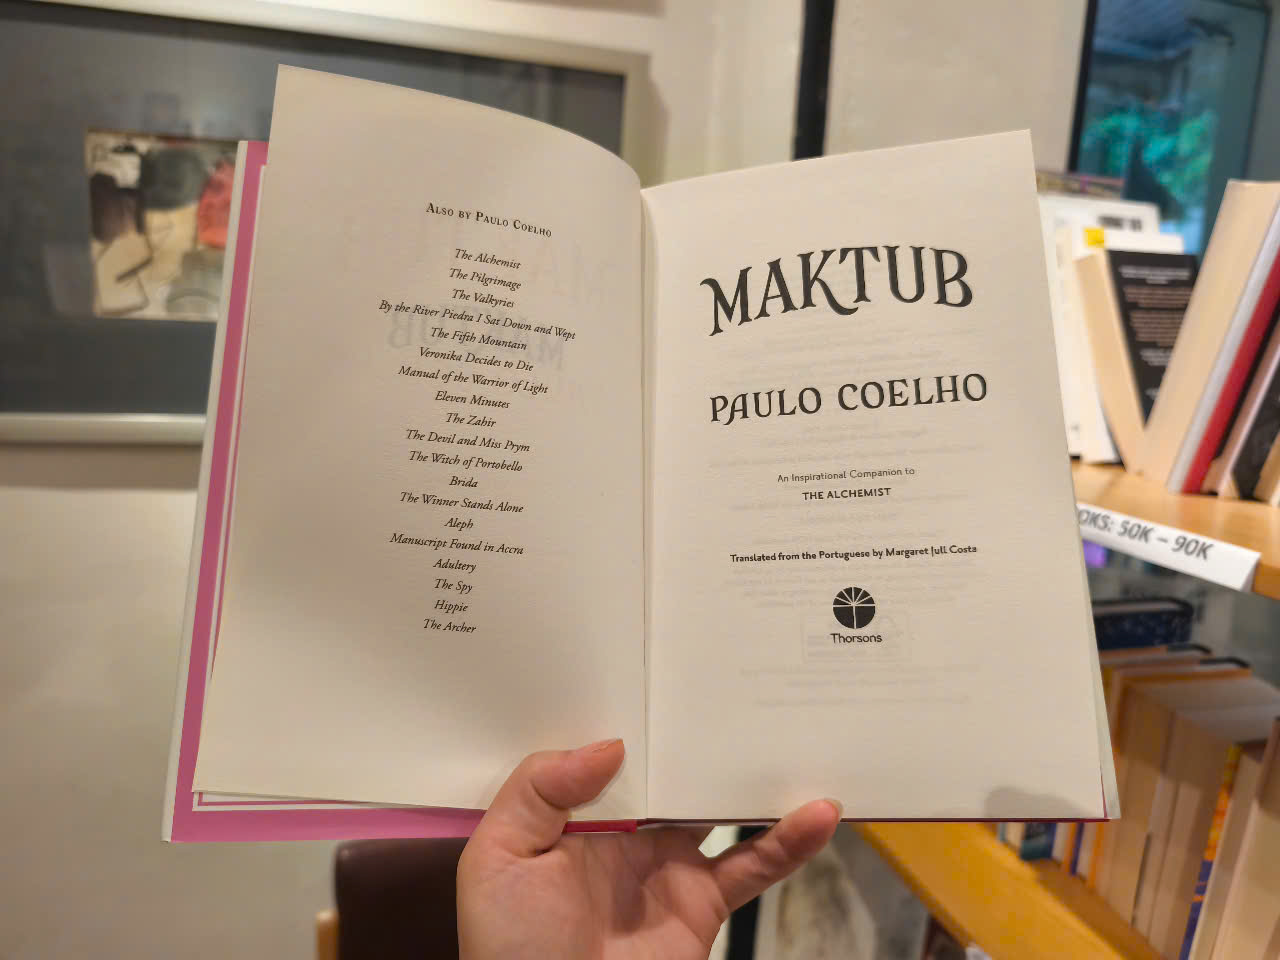 ALSO BY PAULO COELHO
The Alchemist
The Pilgrimage
The Valkyries
By the River Piedra I Sat Down and Wept
The Fifth Mountain
Veronika Decides to Die
Manual of the Warrior of Light
Eleven Minutes
The Zahir
The Devil and Miss Prym
The Witch of Portobello
Brida
The Winner Stands Alone
Aleph
Manuscript Found in Accra
Adultery
The Spy
Hippie
The Archer
MAKTUB
PAULO COELHO
An Inspirational Companion to
THE ALCHEMIST
Translated from the Portuguese by Margaret Jull Costa
Thorsons
OKS: 50K – 90K